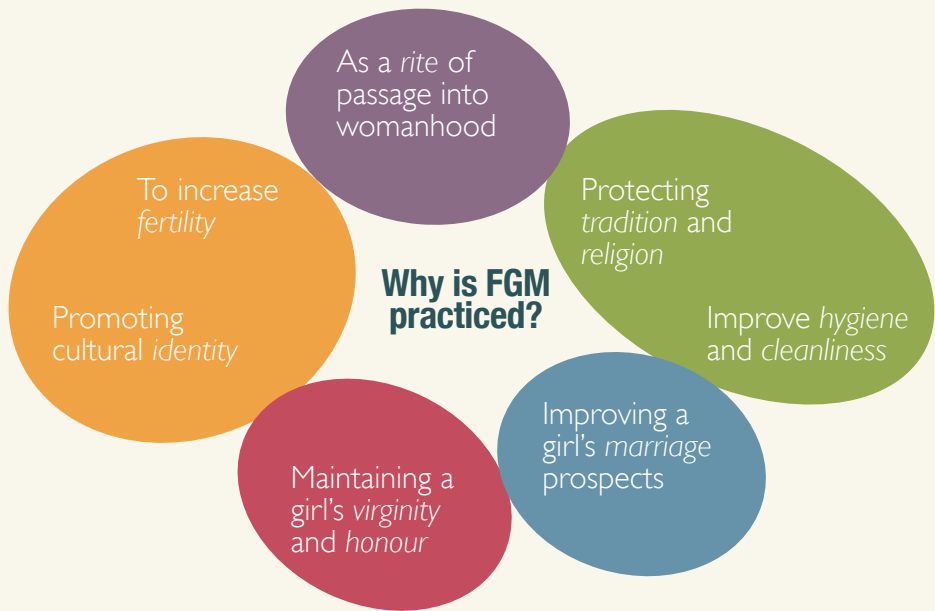 Why is FGM
practiced?
As a rite of
passage into
womanhood
Protecting
tradition and
religion
Improve hygiene
and cleanliness
Improving a
girl's marriage
prospects
Maintaining a
girl's virginity
and honour
To increase
fertility
Promoting
cultural identity